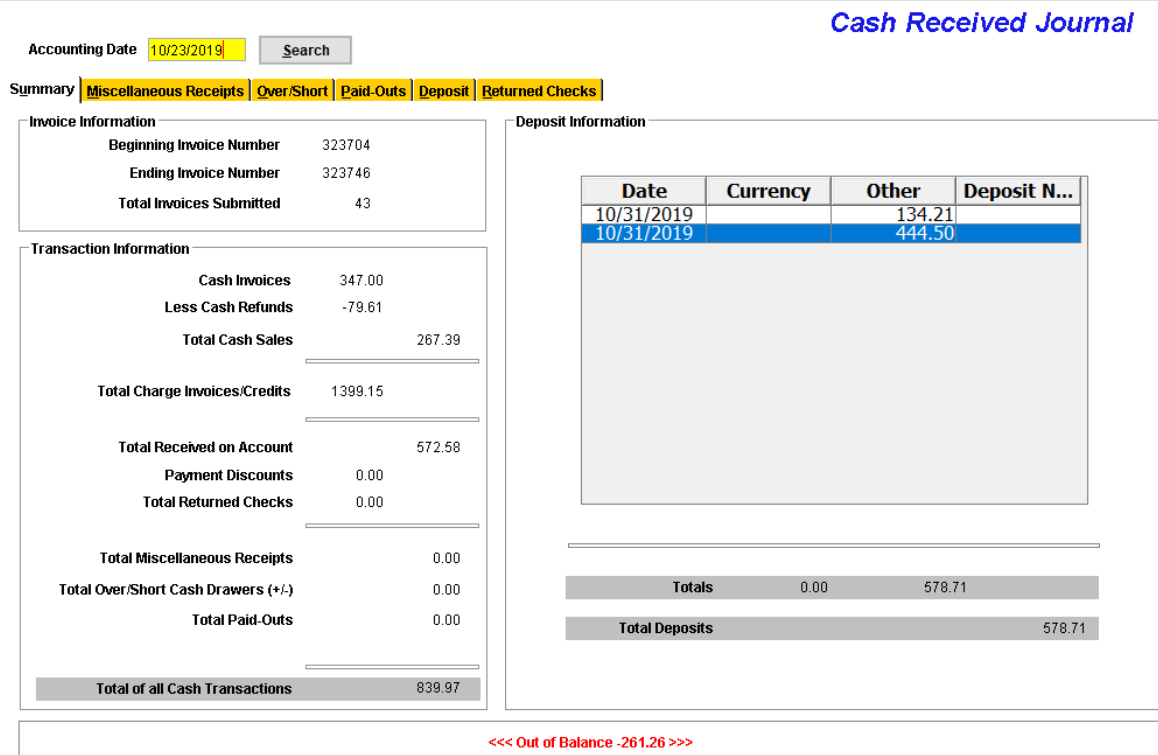 Cash Received Journal
Accounting Date 10/23/2019 Search
Summary Miscellaneous Receipts Over/Short Paid-Outs Deposit Returned Checks
Invoice Information
Beginning Invoice Number 323704
Ending Invoice Number 323746
Total Invoices Submitted 43
Transaction Information
Cash Invoices 347.00
Less Cash Refunds -79.61
Total Cash Sales 267.39
Total Charge Invoices/Credits 1399.15
Total Received on Account 572.58
Payment Discounts 0.00
Total Returned Checks 0.00
Total Miscellaneous Receipts 0.00
Total Over/Short Cash Drawers (+/-) 0.00
Total Paid-Outs 0.00
Total of all Cash Transactions 839.97
Deposit Information
Date Currency Other Deposit N...
10/31/2019 134.21
10/31/2019 444.50
Totals 0.00 578.71
Total Deposits 578.71
<<< Out of Balance -261.26 >>>